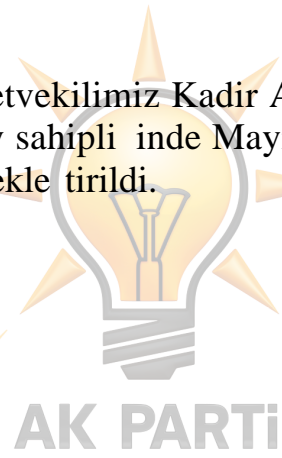 etvekilimiz Kadir A
sahipli inde May
ekle tirildi.
AK PARTi